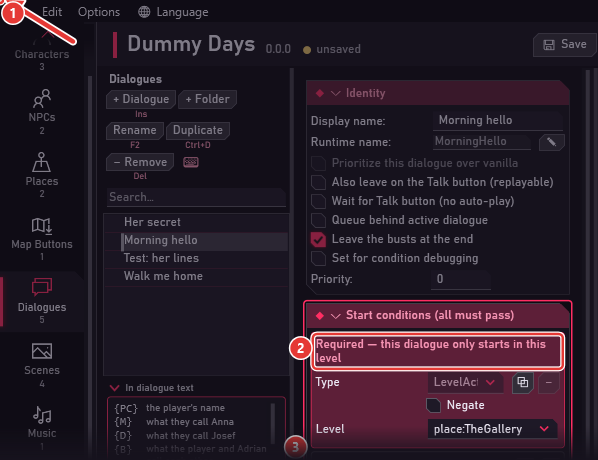 1
Edit
Options
Language
Characters
3
NPCs
2
Places
2
Map Buttons
1
Dialogues
5
Scenes
4
Music
1
Dummy Days
0.0.0
unsaved
Save
Dialogues
+ Dialogue
+ Folder
Ins
Rename
Duplicate
F2
Ctrl+D
− Remove
Del
Search...
Her secret
Morning hello
Test: her lines
Walk me home
In dialogue text
{PC} the player's name
{M} what they call Anna
{D} what they call Josef
{B} what the player and Adrian
Identity
Display name: Morning hello
Runtime name: MorningHello
Prioritize this dialogue over vanilla
Also leave on the Talk button (replayable)
Wait for Talk button (no auto-play)
Queue behind active dialogue
Leave the busts at the end
Set for condition debugging
Priority: 0
Start conditions (all must pass)
2
Required — this dialogue only starts in this
level
Type
LevelAct
Negate
Level place:TheGallery
3